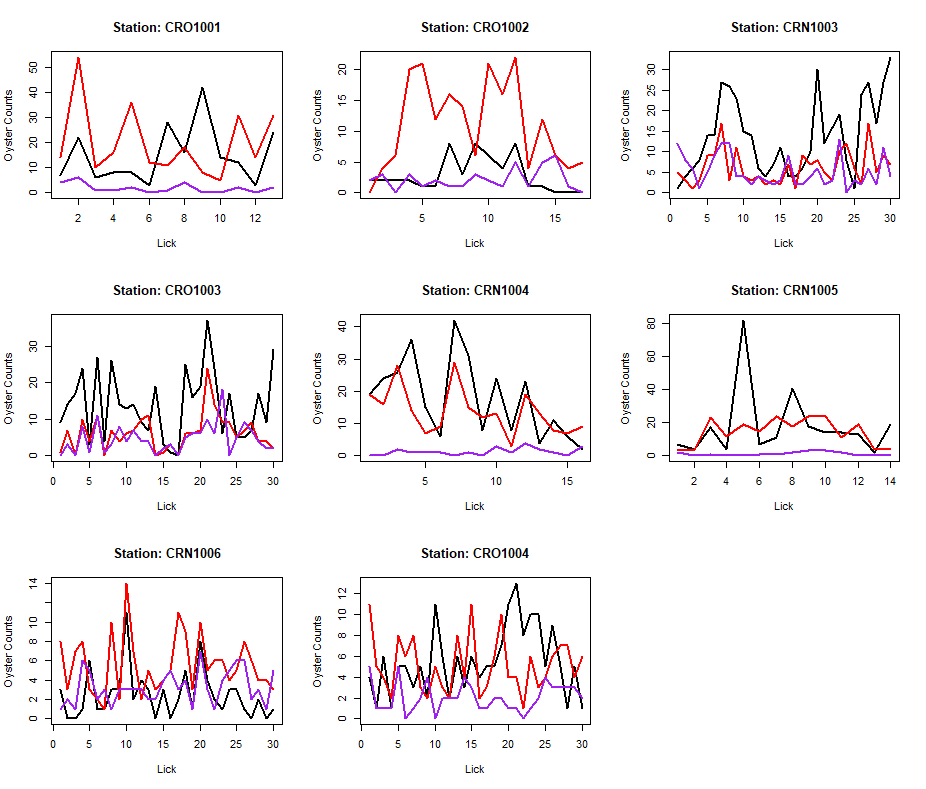 Station: CRO1001
Oyster Counts
50
40
30
20
10
0
2 4 6 8 10 12
Lick
Station: CRO1002
Oyster Counts
20
15
10
5
0
5 10 15
Lick
Station: CRN1003
Oyster Counts
30
25
20
15
10
5
0
0 5 10 15 20 25 30
Lick
Station: CRO1003
Oyster Counts
30
20
10
0
0 5 10 15 20 25 30
Lick
Station: CRN1004
Oyster Counts
40
30
20
10
0
5 10 15
Lick
Station: CRN1005
Oyster Counts
80
60
40
20
0
2 4 6 8 10 12 14
Lick
Station: CRN1006
Oyster Counts
14
10
8
6
4
2
0
0 5 10 15 20 25 30
Lick
Station: CRO1004
Oyster Counts
12
10
8
6
4
2
0
0 5 10 15 20 25 30
Lick